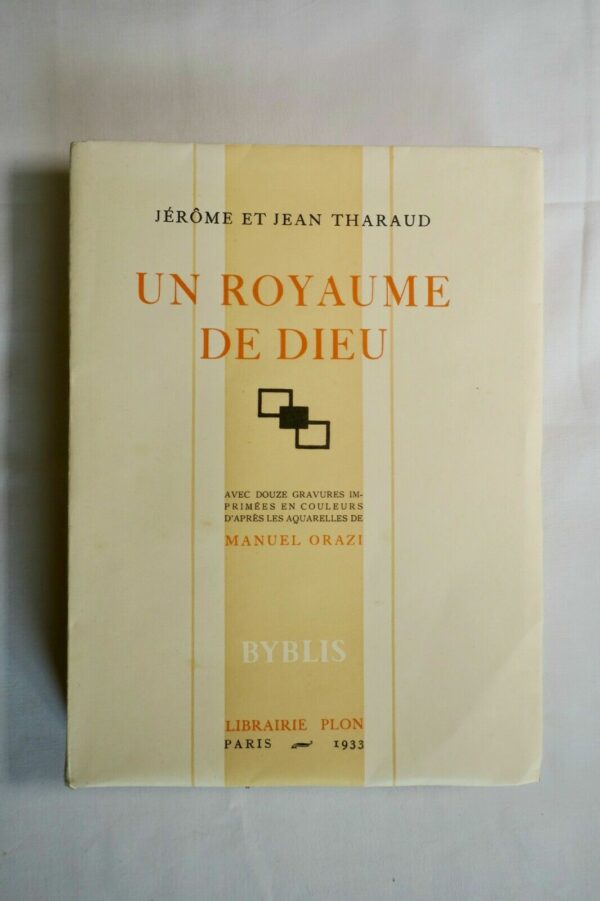 JÉRÔME ET JEAN THARAUD
UN ROYAUME
DE DIEU
AVEC DOUZE GRAVURES IM-
PRIMÉES EN COULEURS
D'APRÈS LES AQUARELLES DE
MANUEL ORAZI
BYBLIS
LIBRAIRIE PLON
PARIS 1933